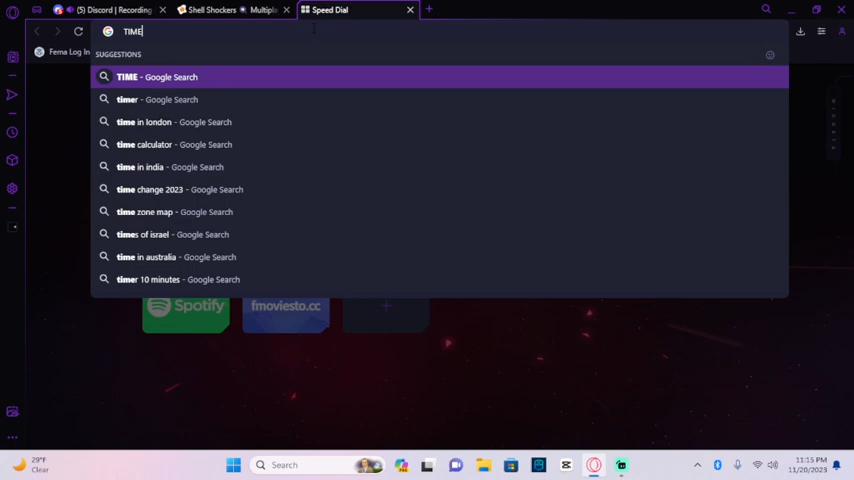 Discord | Recording
Shell Shockers
Multipla
Speed Dial
TIME
Fema Log In
SUGGESTIONS
TIME - Google Search
timer - Google Search
time in london - Google Search
time calculator - Google Search
time in india - Google Search
time change 2023 - Google Search
time zone map - Google Search
times of israel - Google Search
time in australia - Google Search
timer 10 minutes - Google Search
Spotify
fmoviesto.cc
29°F
Clear
Search
11:15 PM
11/20/2023